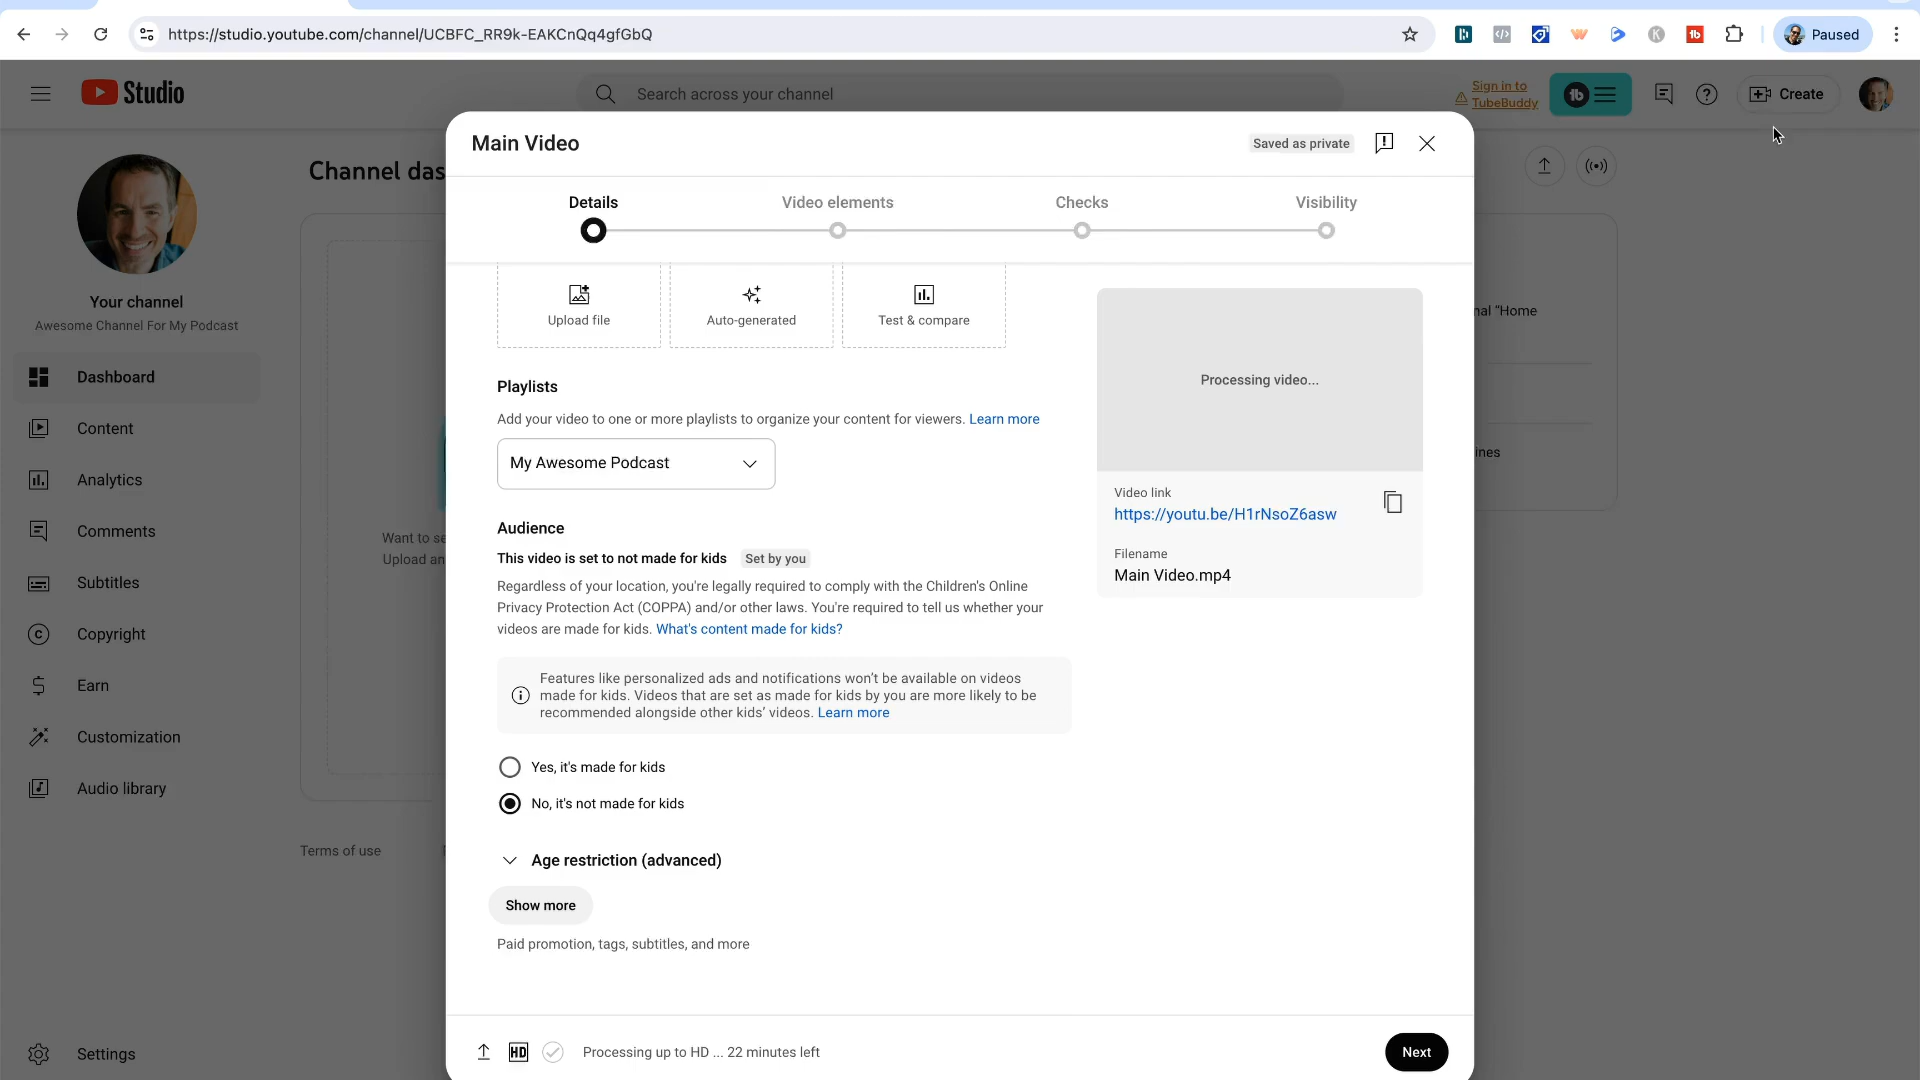 https://studio.youtube.com/channel/UCBFC_RR9k-EAKCnQq4gfGbQ
Paused
Studio
Search across your channel
Sign in to
TubeBuddy
Create
Main Video
Saved as private
Channel das
Details
Video elements
Checks
Visibility
Upload file
Auto-generated
Test & compare
Processing video...
Your channel
Awesome Channel For My Podcast
nal "Home
Dashboard
Content
Analytics
Comments
Subtitles
Copyright
Earn
Customization
Audio library
Settings
Playlists
Add your video to one or more playlists to organize your content for viewers. Learn more
My Awesome Podcast
Audience
This video is set to not made for kids
Set by you
Regardless of your location, you're legally required to comply with the Children's Online
Privacy Protection Act (COPPA) and/or other laws. You're required to tell us whether your
videos are made for kids. What's content made for kids?
Features like personalized ads and notifications won't be available on videos
made for kids. Videos that are set as made for kids by you are more likely to be
recommended alongside other kids' videos. Learn more
Yes, it's made for kids
No, it's not made for kids
Age restriction (advanced)
Show more
Paid promotion, tags, subtitles, and more
Video link
https://youtu.be/H1rNsoZ6asw
Filename
Main Video.mp4
ines
Want to se
Upload an
Terms of use
HD
Processing up to HD ... 22 minutes left
Next